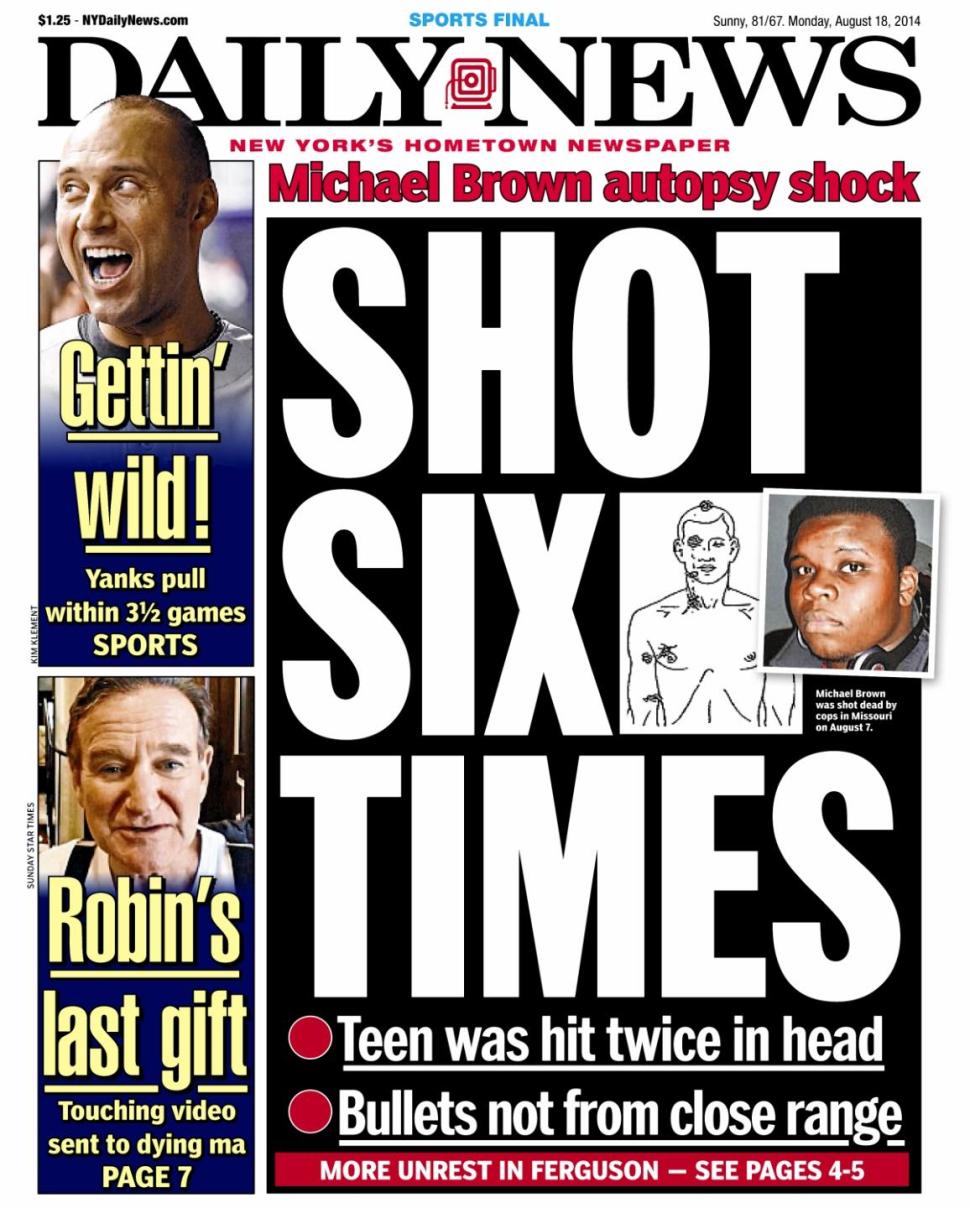 $1.25 - NYDailyNews.com
SPORTS FINAL
Sunny, 81/67. Monday, August 18, 2014
DAILY NEWS
NEW YORK'S HOMETOWN NEWSPAPER
Michael Brown autopsy shock
SHOT
SIX
TIMES
Michael Brown
was shot dead by
cops in Missouri
on August 7.
Teen was hit twice in head
Bullets not from close range
MORE UNREST IN FERGUSON — SEE PAGES 4-5
Gettin'
wild!
Yanks pull
within 3½ games
SPORTS
KIM KLEMENT
Robin's
last gift
Touching video
sent to dying ma
PAGE 7
SUNDAY STAR TIMES